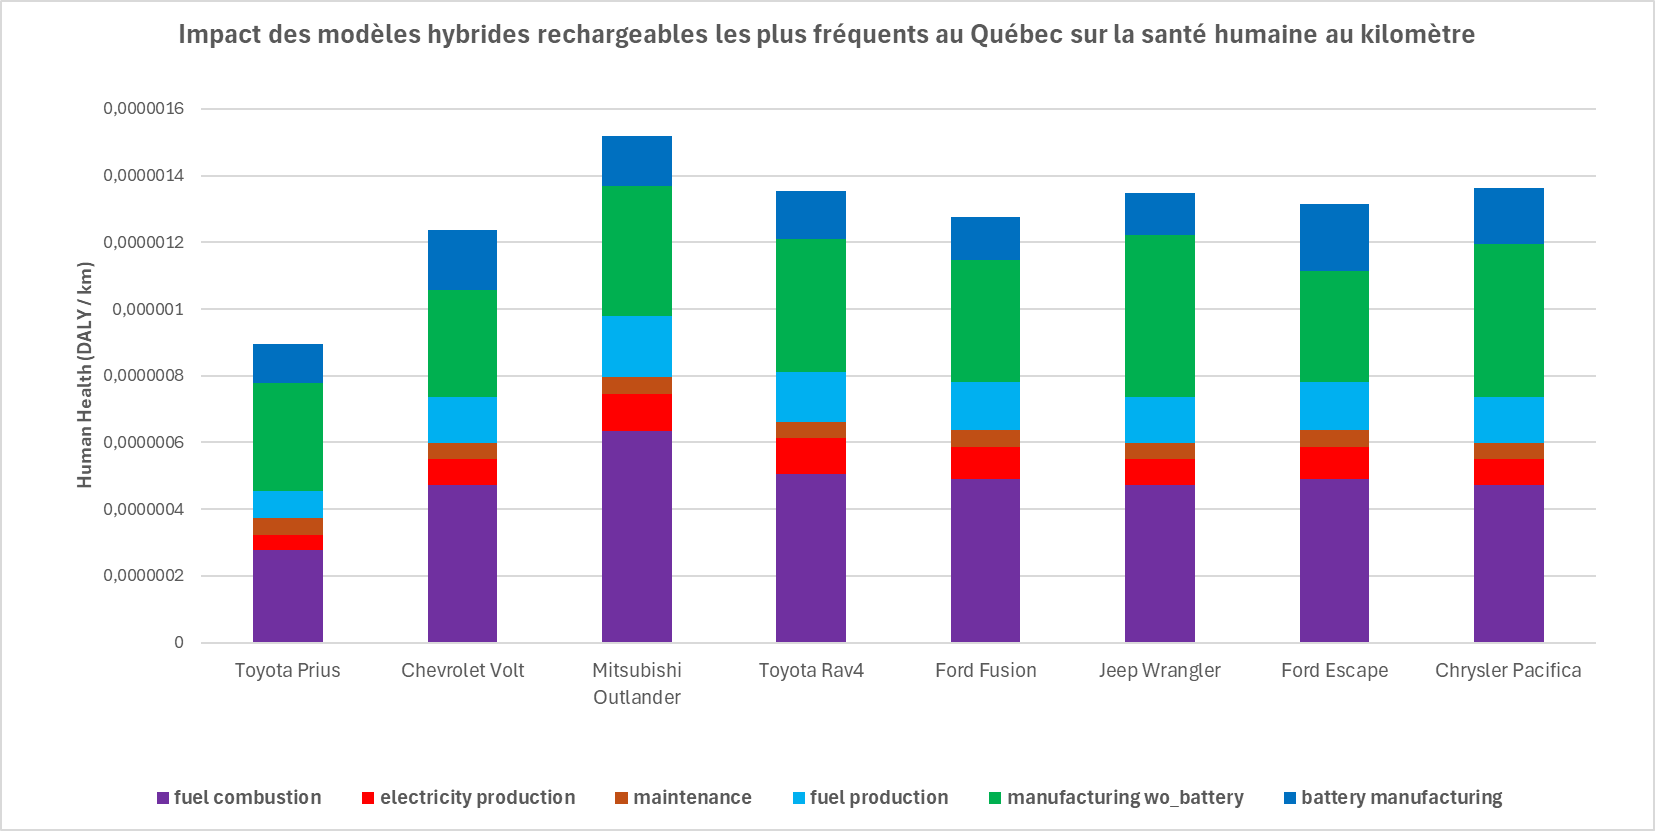 Impact des modèles hybrides rechargeables les plus fréquents au Québec sur la santé humaine au kilomètre
Human Health (DALY / km)
0,0000016
0,0000014
0,0000012
0,000001
0,0000008
0,0000006
0,0000004
0,0000002
0
Toyota Prius
Chevrolet Volt
Mitsubishi
Outlander
Toyota Rav4
Ford Fusion
Jeep Wrangler
Ford Escape
Chrysler Pacifica
fuel combustion
electricity production
maintenance
fuel production
manufacturing wo_battery
battery manufacturing